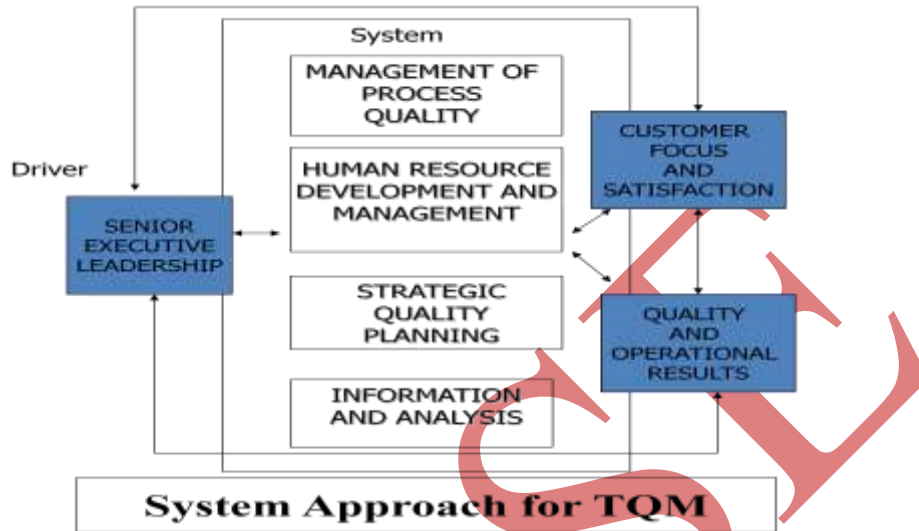 System
MANAGEMENT OF
PROCESS
QUALITY
CUSTOMER
FOCUS
AND
SATISFACTION
Driver
HUMAN RESOURCE
DEVELOPMENT AND
MANAGEMENT
SENIOR
EXECUTIVE
LEADERSHIP
STRATEGIC
QUALITY
PLANNING
QUALITY
AND
OPERATIONAL
RESULTS
INFORMATION
AND ANALYSIS
System Approach for TQM